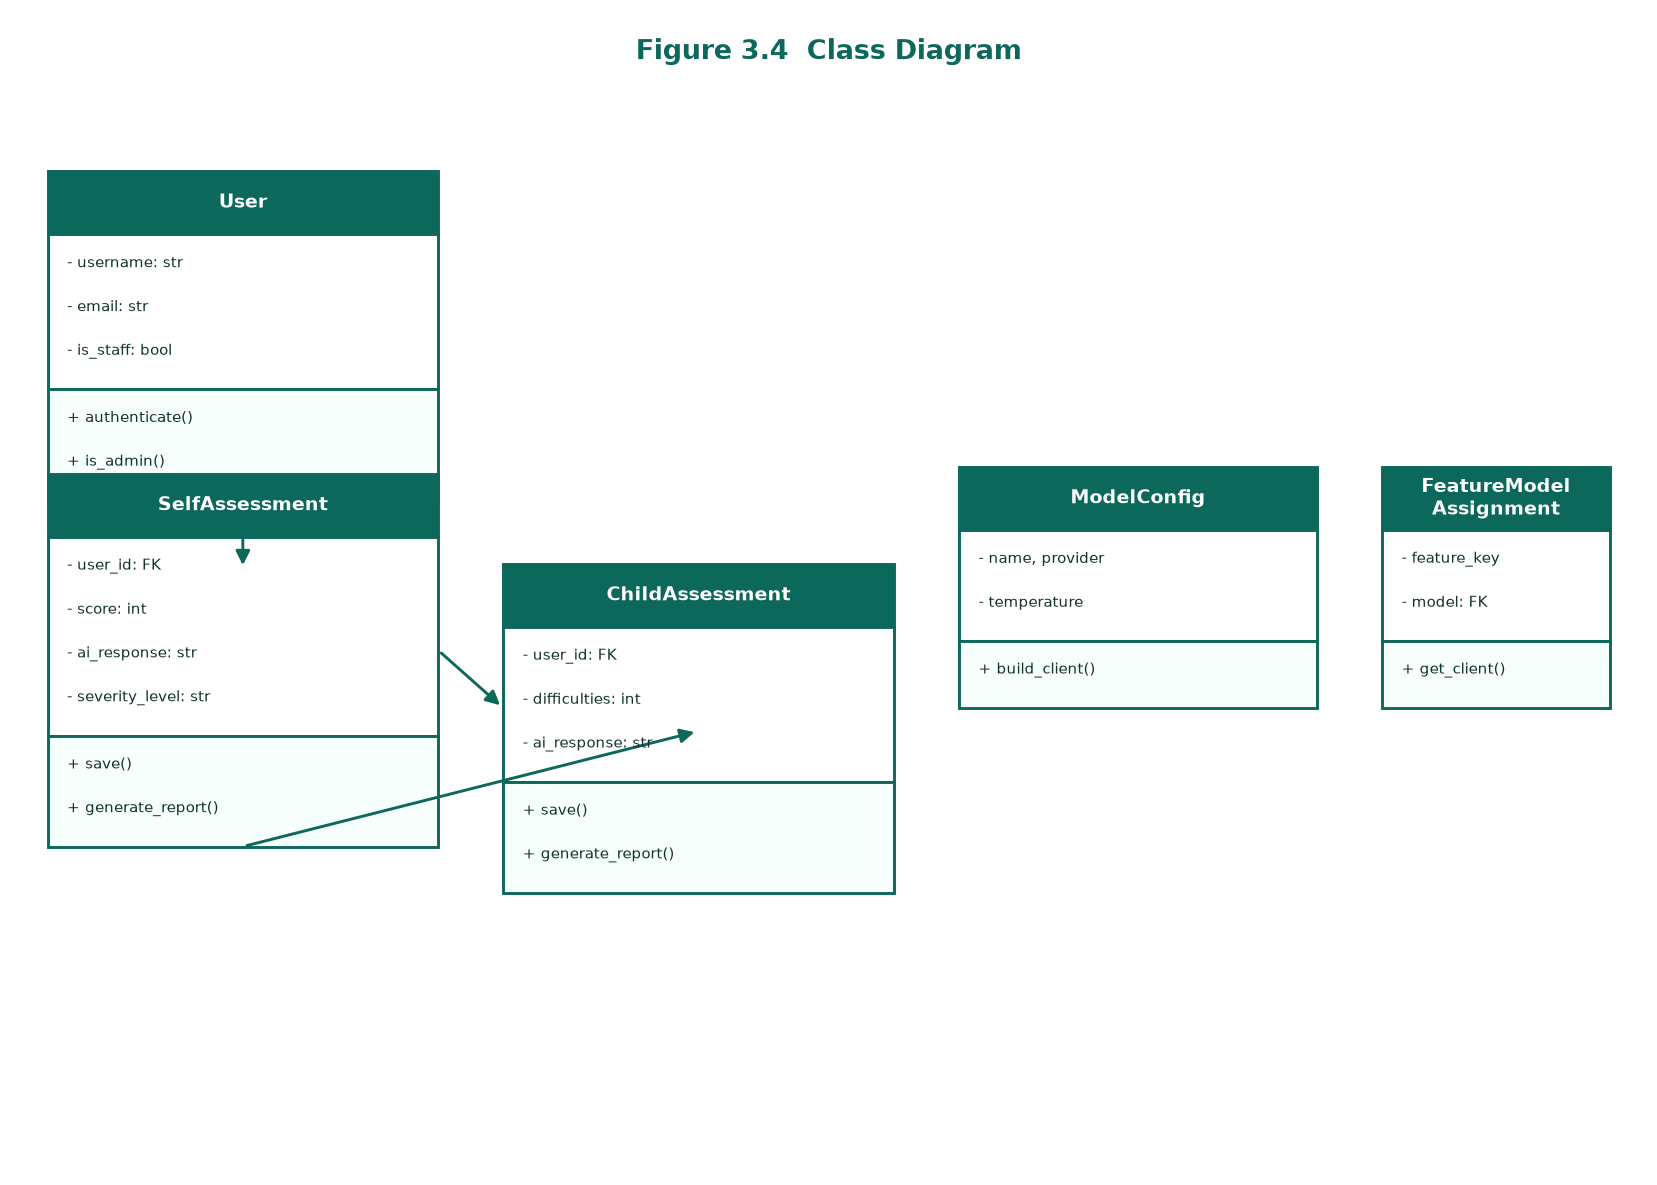 Figure 3.4  Class Diagram
User
- username: str
- email: str
- is_staff: bool
+ authenticate()
+ is_admin()
SelfAssessment
- user_id: FK
- score: int
- ai_response: str
- severity_level: str
+ save()
+ generate_report()
ChildAssessment
- user_id: FK
- difficulties: int
- ai_response: str
+ save()
+ generate_report()
ModelConfig
- name, provider
- temperature
+ build_client()
FeatureModel
Assignment
- feature_key
- model: FK
+ get_client()